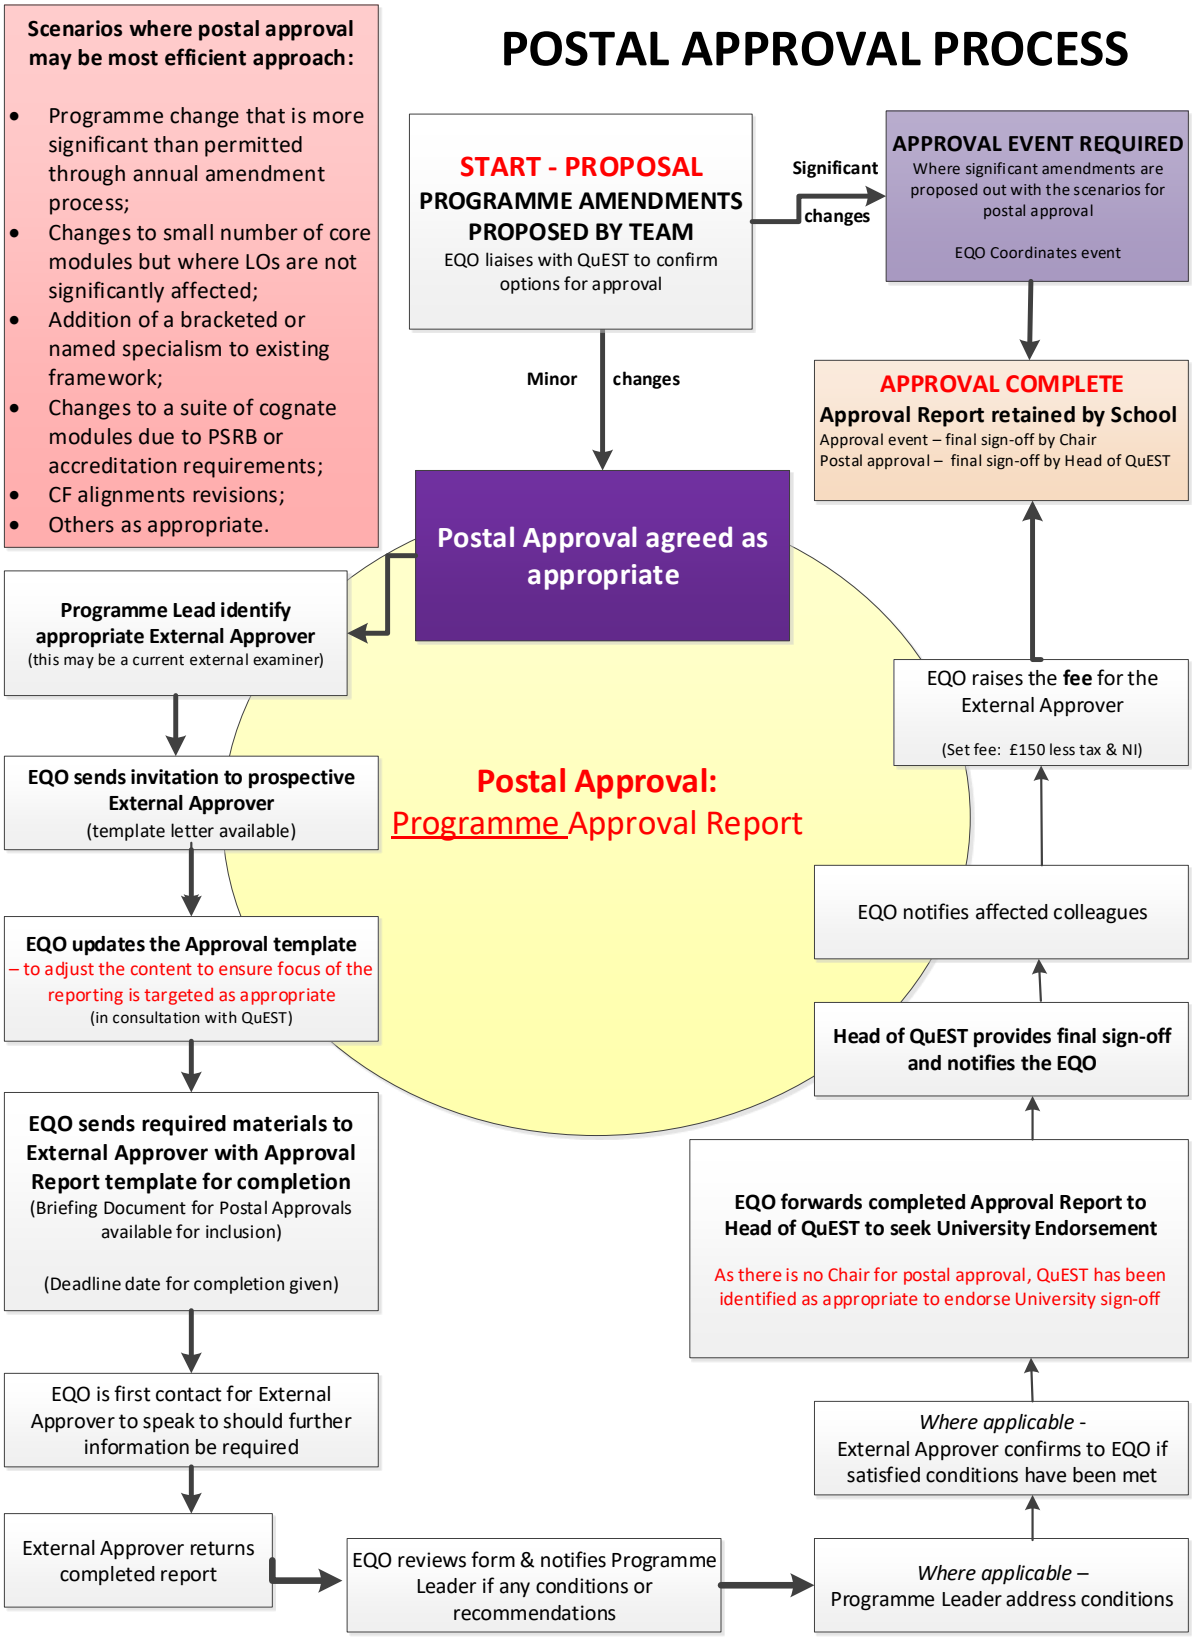 POSTAL APPROVAL PROCESS
Scenarios where postal approval
may be most efficient approach:
• Programme change that is more
significant than permitted
through annual amendment
process;
• Changes to small number of core
modules but where LOs are not
significantly affected;
• Addition of a bracketed or
named specialism to existing
framework;
• Changes to a suite of cognate
modules due to PSRB or
accreditation requirements;
• CF alignments revisions;
• Others as appropriate.
START - PROPOSAL
PROGRAMME AMENDMENTS
PROPOSED BY TEAM
EQO liaises with QuEST to confirm
options for approval
Significant
changes
APPROVAL EVENT REQUIRED
Where significant amendments are
proposed out with the scenarios for
postal approval
EQO Coordinates event
Minor changes
APPROVAL COMPLETE
Approval Report retained by School
Approval event – final sign-off by Chair
Postal approval – final sign-off by Head of QuEST
Postal Approval agreed as
appropriate
Programme Lead identify
appropriate External Approver
(this may be a current external examiner)
EQO sends invitation to prospective
External Approver
(template letter available)
EQO updates the Approval template
– to adjust the content to ensure focus of the
reporting is targeted as appropriate
(in consultation with QuEST)
EQO sends required materials to
External Approver with Approval
Report template for completion
(Briefing Document for Postal Approvals
available for inclusion)
(Deadline date for completion given)
EQO is first contact for External
Approver to speak to should further
information be required
External Approver returns
completed report
EQO reviews form & notifies Programme
Leader if any conditions or
recommendations
Where applicable –
Programme Leader address conditions
Where applicable -
External Approver confirms to EQO if
satisfied conditions have been met
EQO forwards completed Approval Report to
Head of QuEST to seek University Endorsement
As there is no Chair for postal approval, QuEST has been
identified as appropriate to endorse University sign-off
Head of QuEST provides final sign-off
and notifies the EQO
EQO notifies affected colleagues
EQO raises the fee for the
External Approver
(Set fee: £150 less tax & NI)
Postal Approval:
Programme Approval Report